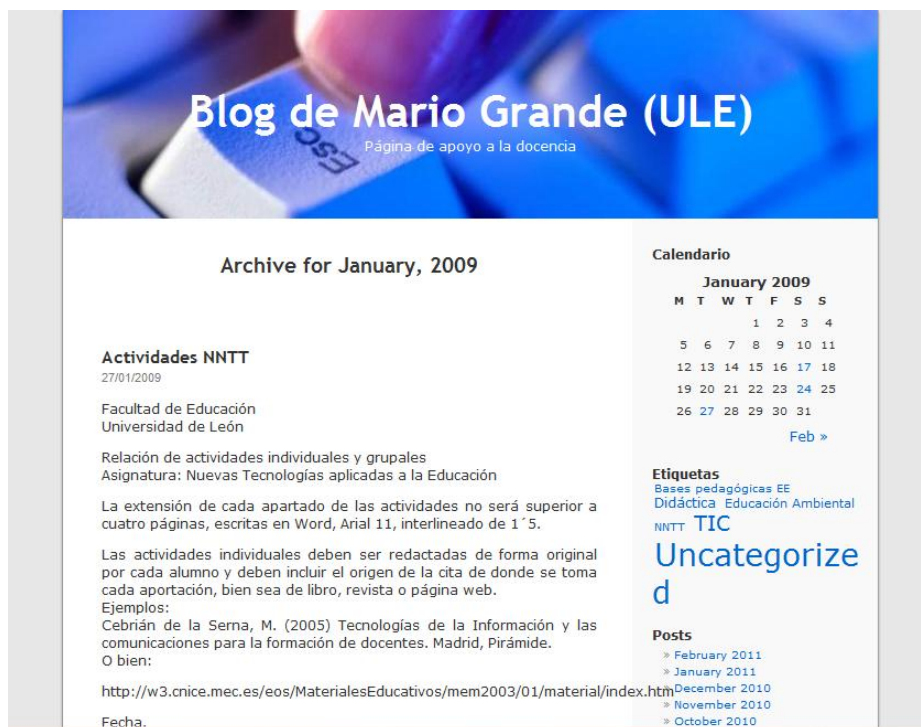 Blog de Mario Grande (ULE)
Página de apoyo a la docencia
Esc
Archive for January, 2009
Actividades NNTT
27/01/2009
Facultad de Educación
Universidad de León
Relación de actividades individuales y grupales
Asignatura: Nuevas Tecnologías aplicadas a la Educación
La extensión de cada apartado de las actividades no será superior a
cuatro páginas, escritas en Word, Arial 11, interlineado de 1´5.
Las actividades individuales deben ser redactadas de forma original
por cada alumno y deben incluir el origen de la cita de donde se toma
cada aportación, bien sea de libro, revista o página web.
Ejemplos:
Cebrián de la Serna, M. (2005) Tecnologías de la Información y las
comunicaciones para la formación de docentes. Madrid, Pirámide.
O bien:
http://w3.cnice.mec.es/eos/MaterialesEducativos/mem2003/01/material/index.htm
Fecha.
Calendario
January 2009
M T W T F S S
1 2 3 4
5 6 7 8 9 10 11
12 13 14 15 16 17 18
19 20 21 22 23 24 25
26 27 28 29 30 31
Feb »
Etiquetas
Bases pedagógicas EE
Didáctica Educación Ambiental
NNTT TIC
Uncategorize
d
Posts
» February 2011
» January 2011
» December 2010
» November 2010
» October 2010